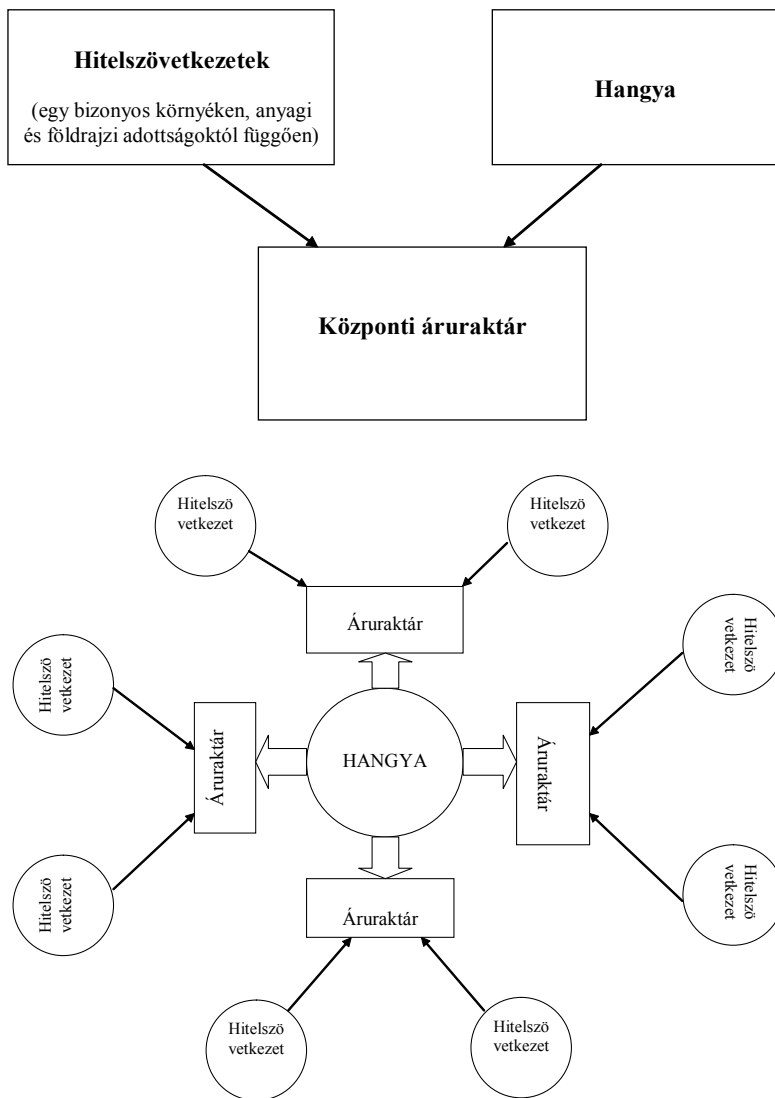 Hitelszövetkezetek
(egy bizonyos környéken, anyagi
és földrajzi adottságoktól függően)
Hangya
Központi áruraktár
Hitelszö
vetkezet
Hitelszö
vetkezet
Áruraktár
Hitelszö
vetkezet
Hitelszö
vetkezet
Áruraktár
HANGYA
Áruraktár
Hitelszö
vetkezet
Hitelszö
vetkezet
Áruraktár
Hitelszö
vetkezet
Hitelszö
vetkezet